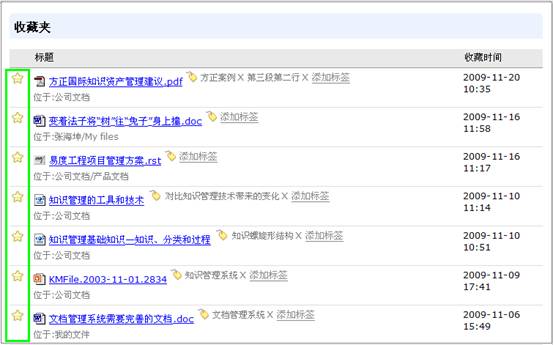 收藏夹
标题 收藏时间
方正国际知识资产管理建议.pdf 方正案例 X 第三段第二行 X 添加标签 2009-11-20 10:35
位于:公司文档
变着法子将“树”往“兔子”身上撞.doc 添加标签 2009-11-16 11:58
位于:张海坤/My files
易度工程项目管理方案.rst 添加标签 2009-11-16 11:17
位于:公司文档/产品文档
知识管理的工具和技术 对比知识管理技术带来的变化 X 添加标签 2009-11-10 11:14
位于:公司文档
知识管理基础知识—知识、分类和过程 知识螺旋形结构 X 添加标签 2009-11-10 10:51
位于:公司文档
KMFile.2003-11-01.2834 知识管理系统 X 添加标签 2009-11-09 17:41
位于:公司文档
文档管理系统需要完善的文档.doc 文档管理系统 X 添加标签 2009-11-06 15:49
位于:我的文件